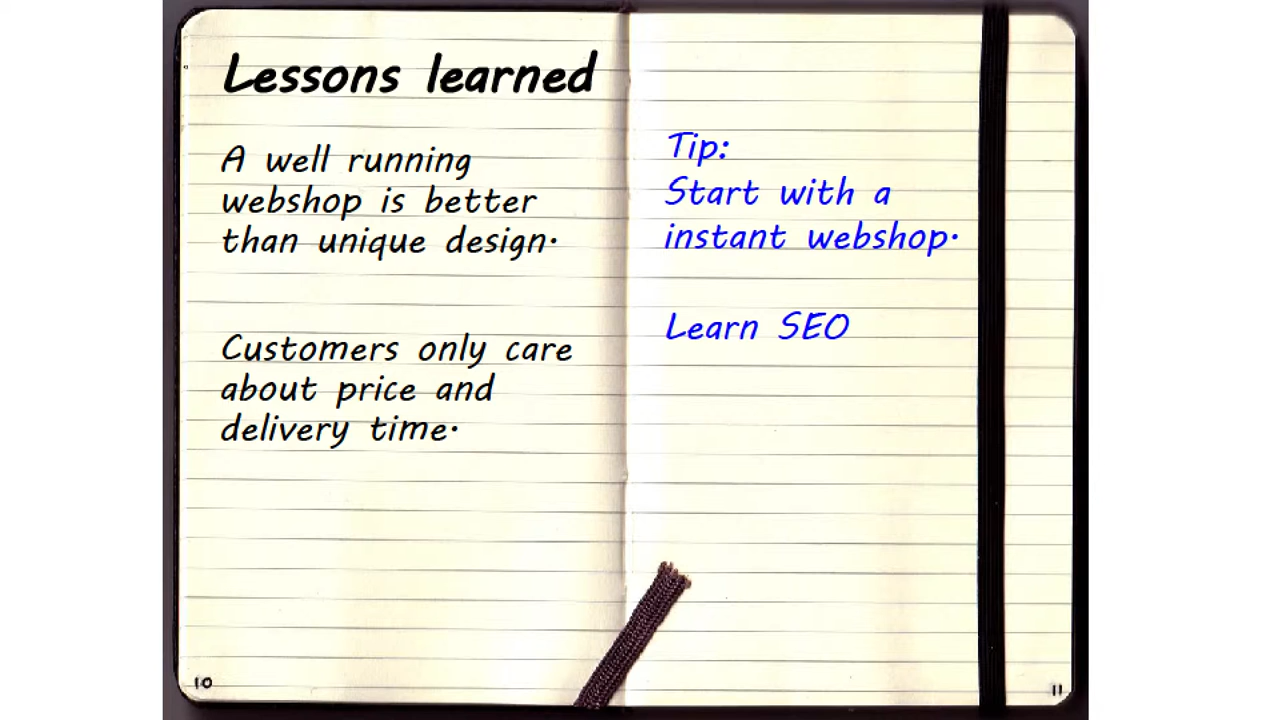 Lessons learned
A well running
webshop is better
than unique design.
Customers only care
about price and
delivery time.
10
Tip:
Start with a
instant webshop.
Learn SEO
11